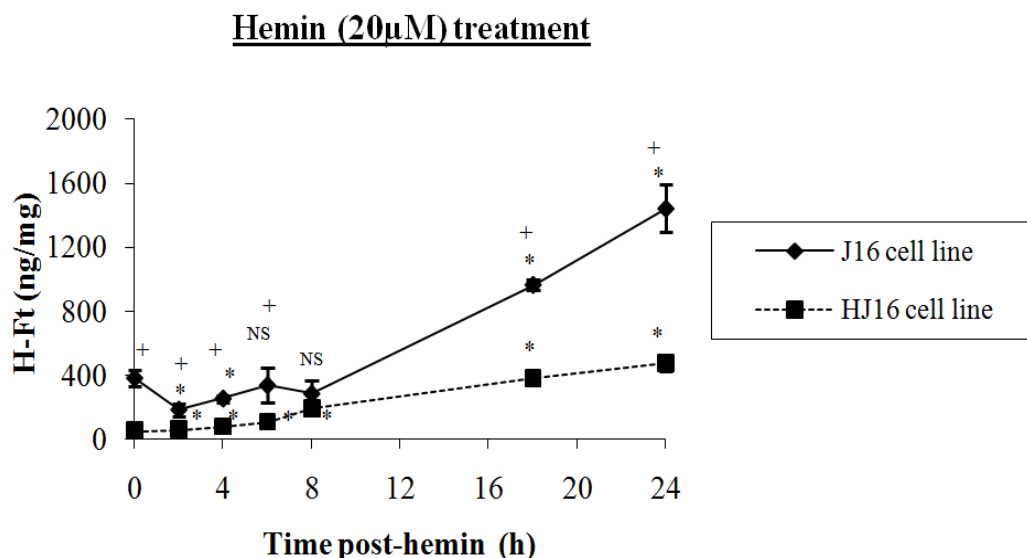 Hemin (20µM) treatment
H-Ft (ng/mg)
2000
1600
1200
800
400
0
+
*
+
*
+
NS
NS
+
+
+
*
*
*
*
*
*
*
*
0 4 8 12 16 20 24
Time post-hemin (h)
J16 cell line
HJ16 cell line